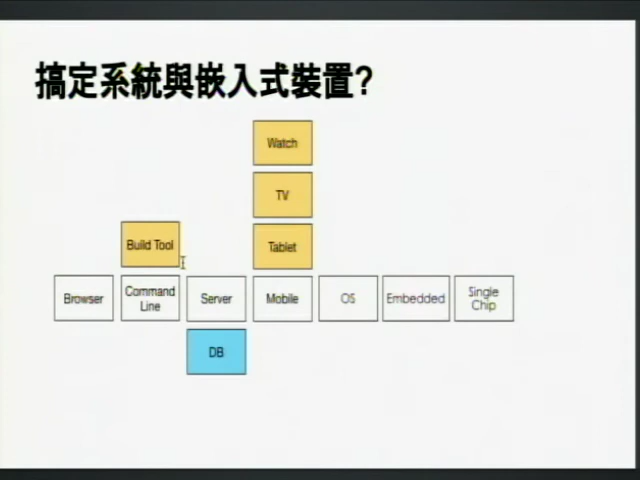 搞定系統與嵌入式裝置?
Watch
TV
Build Tool
Tablet
Browser
Command
Line
Server
Mobile
OS
Embedded
Single
Chip
DB